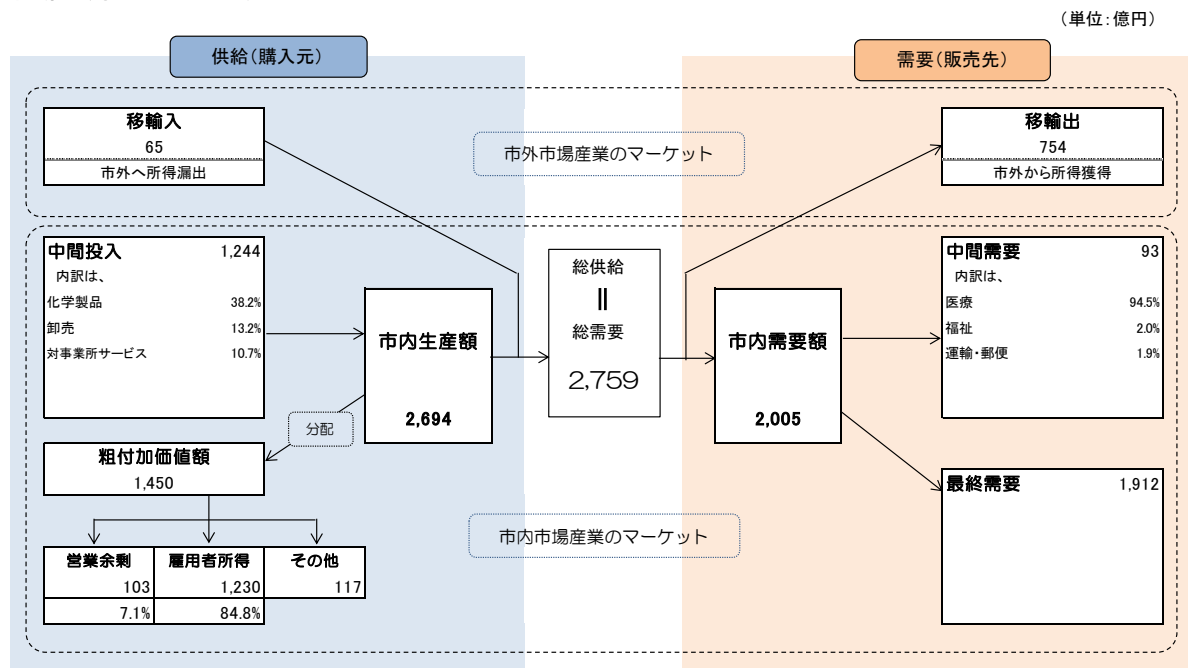 （単位：億円）
供給（購入元）
需要（販売先）
移輸入
65
市外へ所得漏出
市外市場産業のマーケット
移輸出
754
市外から所得獲得
中間投入 1,244
内訳は、
化学製品 38.2%
卸売 13.2%
対事業所サービス 10.7%
市内生産額
2,694
総供給
||
総需要
2,759
市内需要額
2,005
中間需要 93
内訳は、
医療 94.5%
福祉 2.0%
運輸・郵便 1.9%
分配
粗付加価値額
1,450
最終需要 1,912
市内市場産業のマーケット
営業余剰 雇用者所得 その他
103 1,230 117
7.1% 84.8%